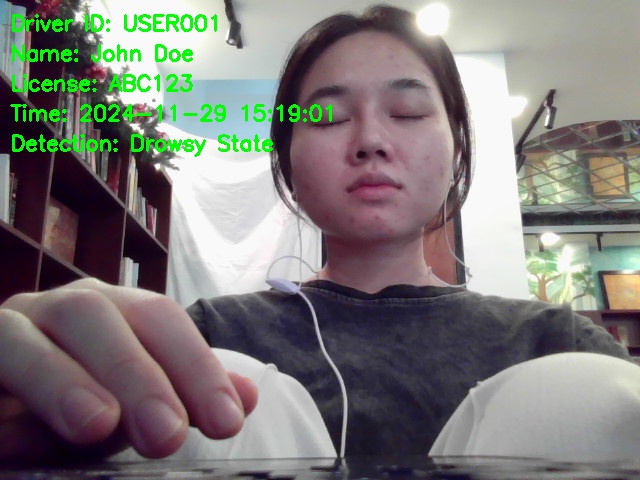 Driver ID: USER001
Name: John Doe
License: ABC123
Time: 2024-11-29 15:19:01
Detection: Drowsy State